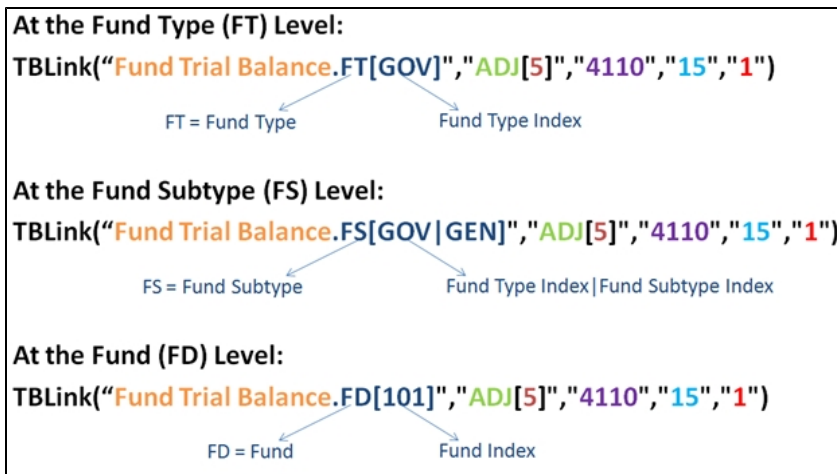 At the Fund Type (FT) Level:
TBLink(“Fund Trial Balance.FT[GOV]","ADJ[5]","4110","15","1")
FT = Fund Type Fund Type Index
At the Fund Subtype (FS) Level:
TBLink(“Fund Trial Balance.FS[GOV|GEN]","ADJ[5]","4110","15","1")
FS = Fund Subtype Fund Type Index|Fund Subtype Index
At the Fund (FD) Level:
TBLink(“Fund Trial Balance.FD[101]","ADJ[5]","4110","15","1")
FD = Fund Fund Index